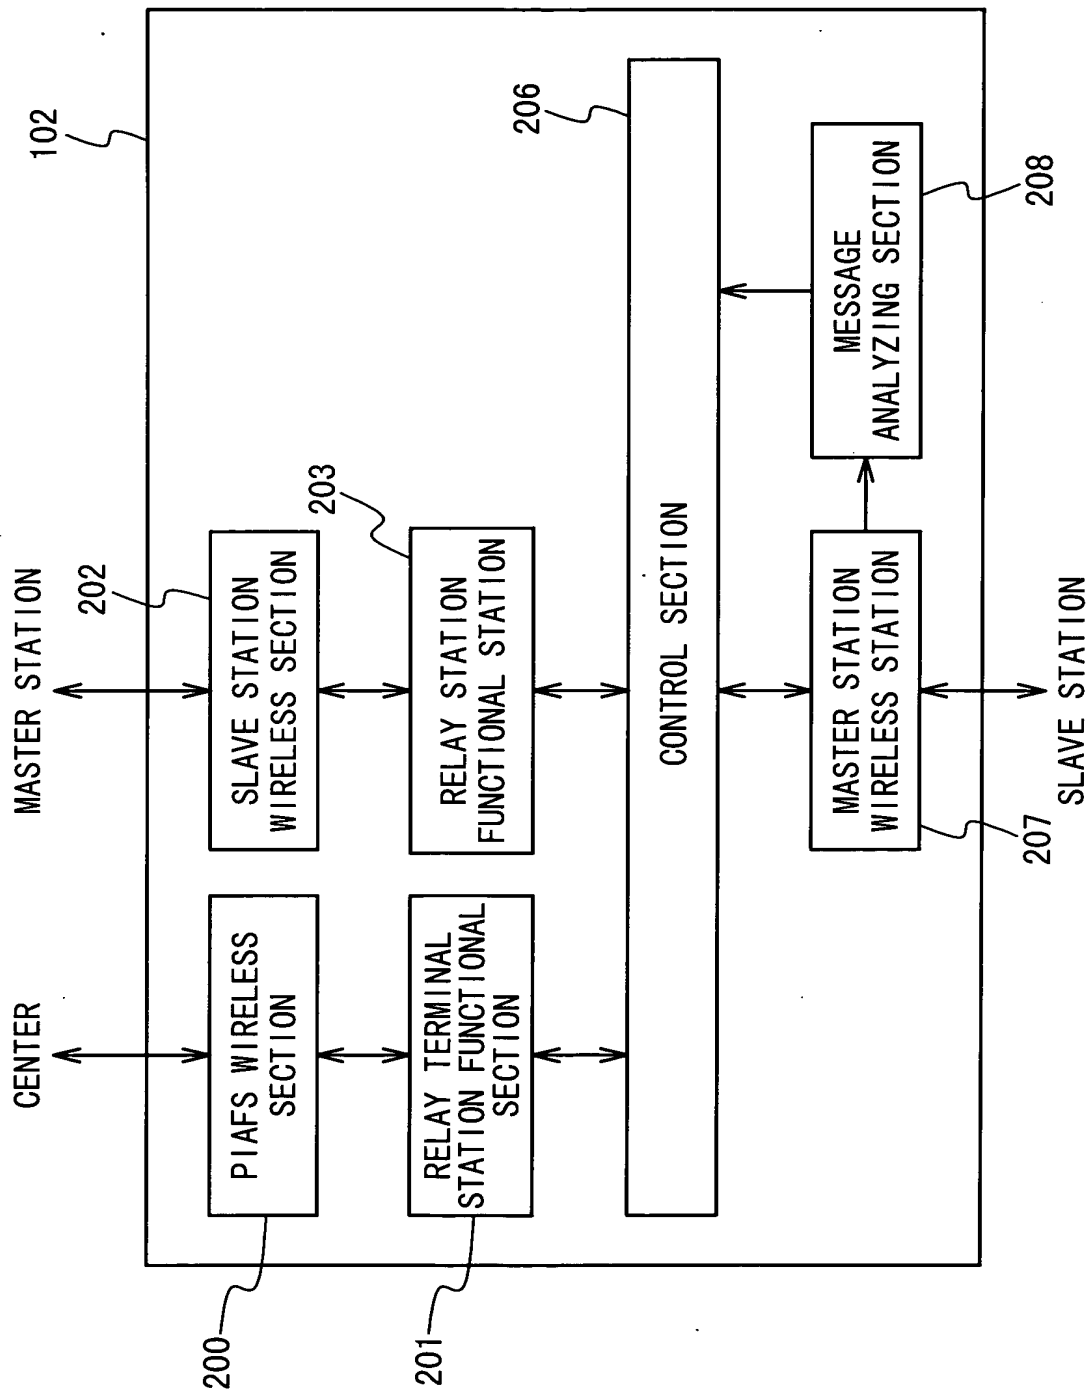 CENTER
MASTER STATION
102
200
PIAFS WIRELESS
SECTION
202
SLAVE STATION
WIRELESS SECTION
201
RELAY TERMINAL
STATION FUNCTIONAL
SECTION
203
RELAY STATION
FUNCTIONAL STATION
206
CONTROL SECTION
207
MASTER STATION
WIRELESS STATION
208
MESSAGE
ANALYZING SECTION
SLAVE STATION